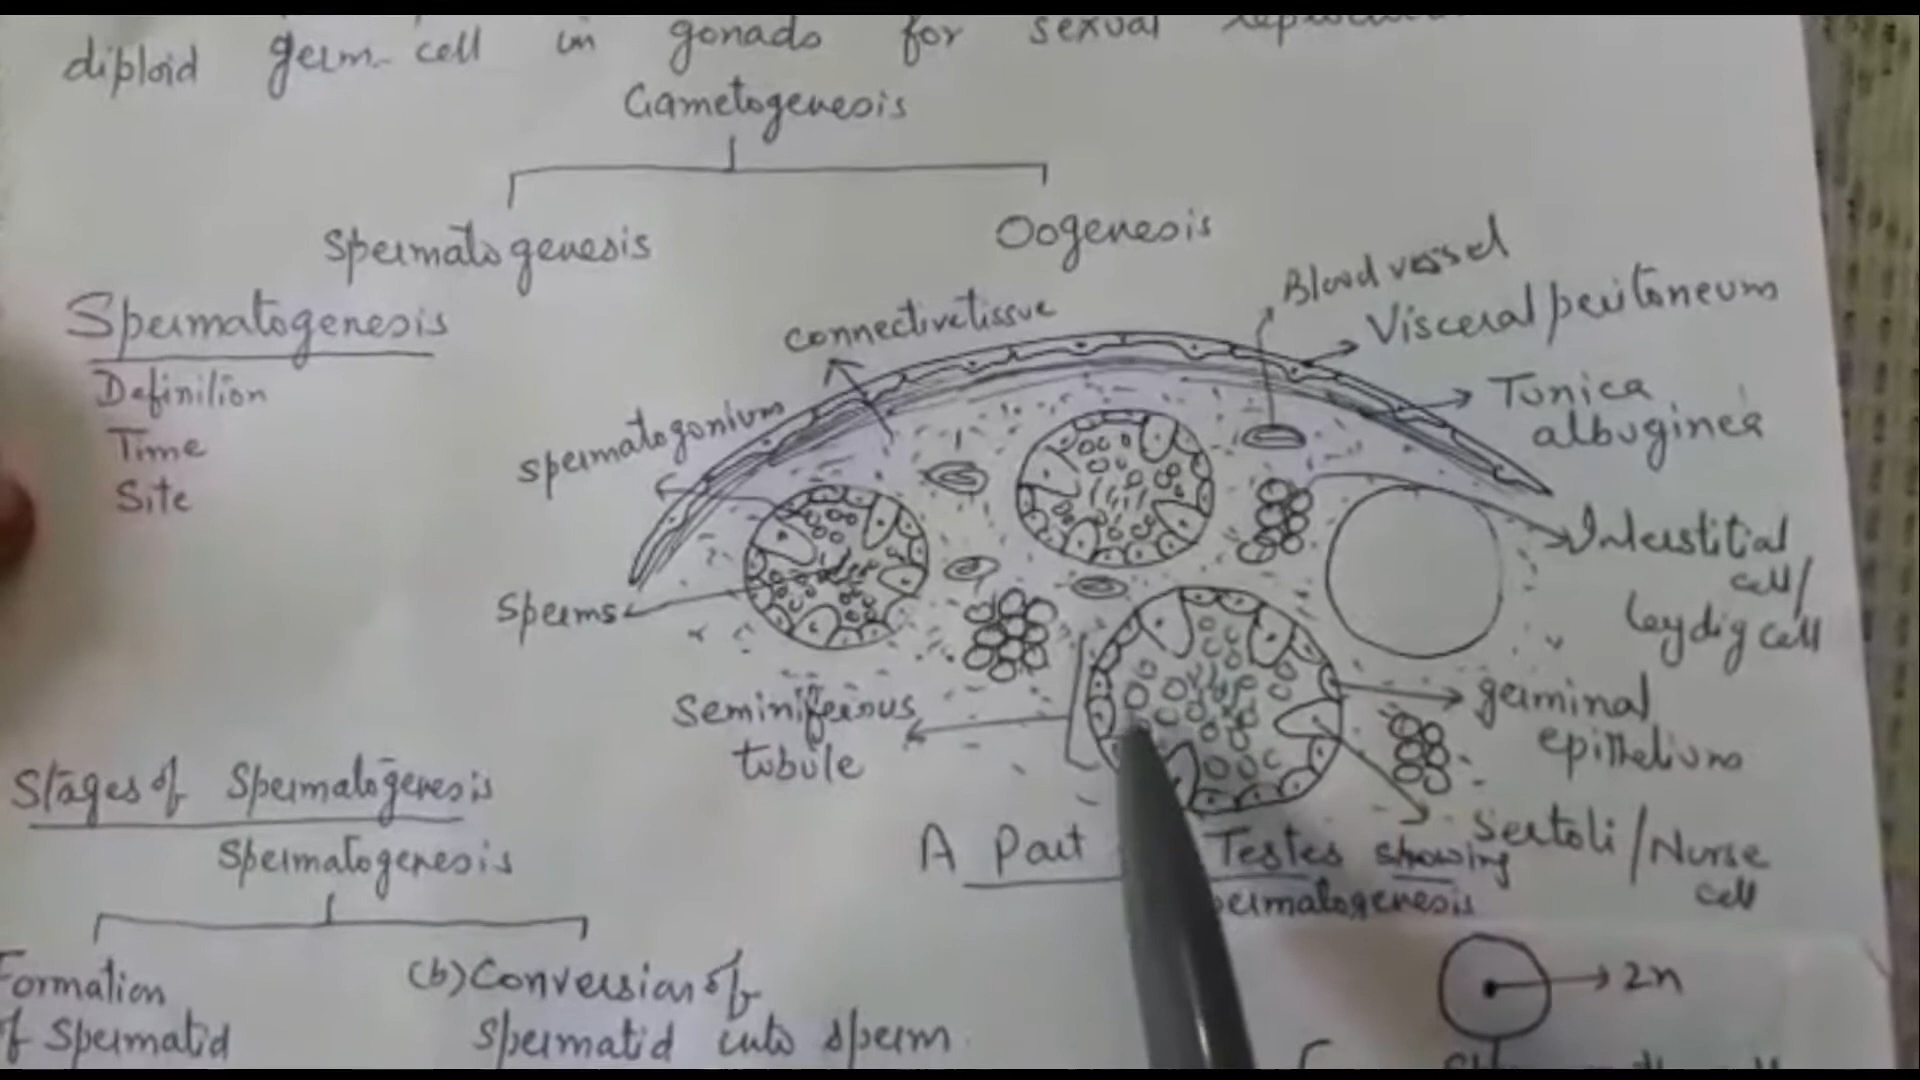 diploid germ cell in gonads for sexual
Gametogenesis
Spermatogenesis
Oogenesis
Spermatogenesis
Definition
Time
Site
connective tissue
Blood vessel
Visceral peritoneum
Tunica
albuginea
spermatogonium
Sperms
Interstitial
cell/
Leydig cell
Seminiferous
tubule
germinal
epithelium
Sertoli/Nurse
cell
A Part Testes showing
permatogenesis
Stages of Spermatogenesis
Spermatogenesis
Formation
of Spermatid
(b) Conversion of
Spermatid into sperm
2n